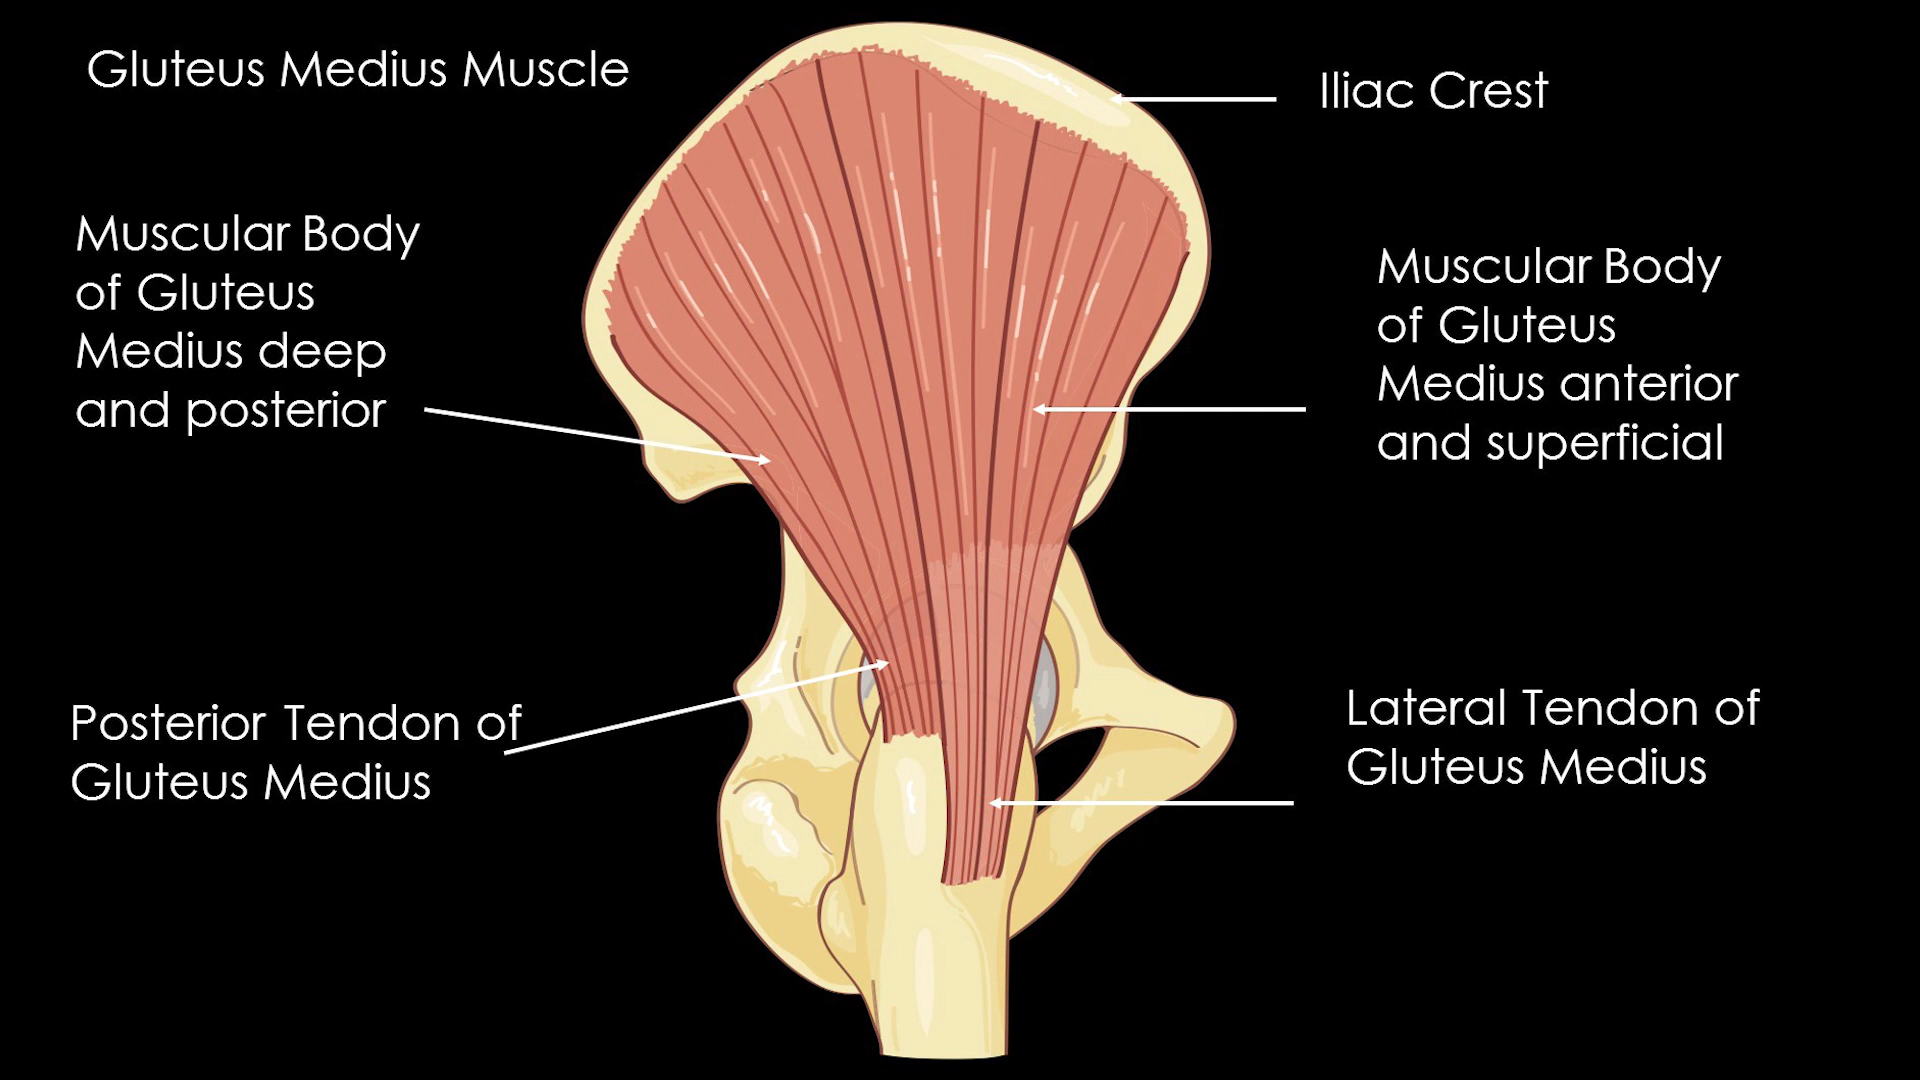 Gluteus Medius Muscle
Iliac Crest
Muscular Body
of Gluteus
Medius deep
and posterior
Muscular Body
of Gluteus
Medius anterior
and superficial
Posterior Tendon of
Gluteus Medius
Lateral Tendon of
Gluteus Medius